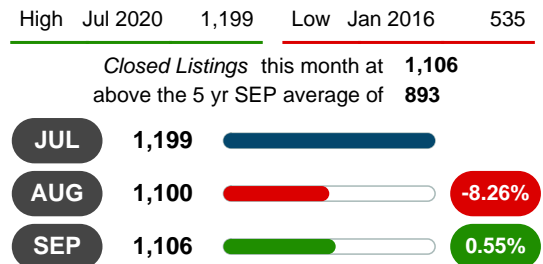 High Jul 2020 1,199 Low Jan 2016 535
Closed Listings this month at 1,106
above the 5 yr SEP average of 893
JUL 1,199
AUG 1,100 -8.26%
SEP 1,106 0.55%